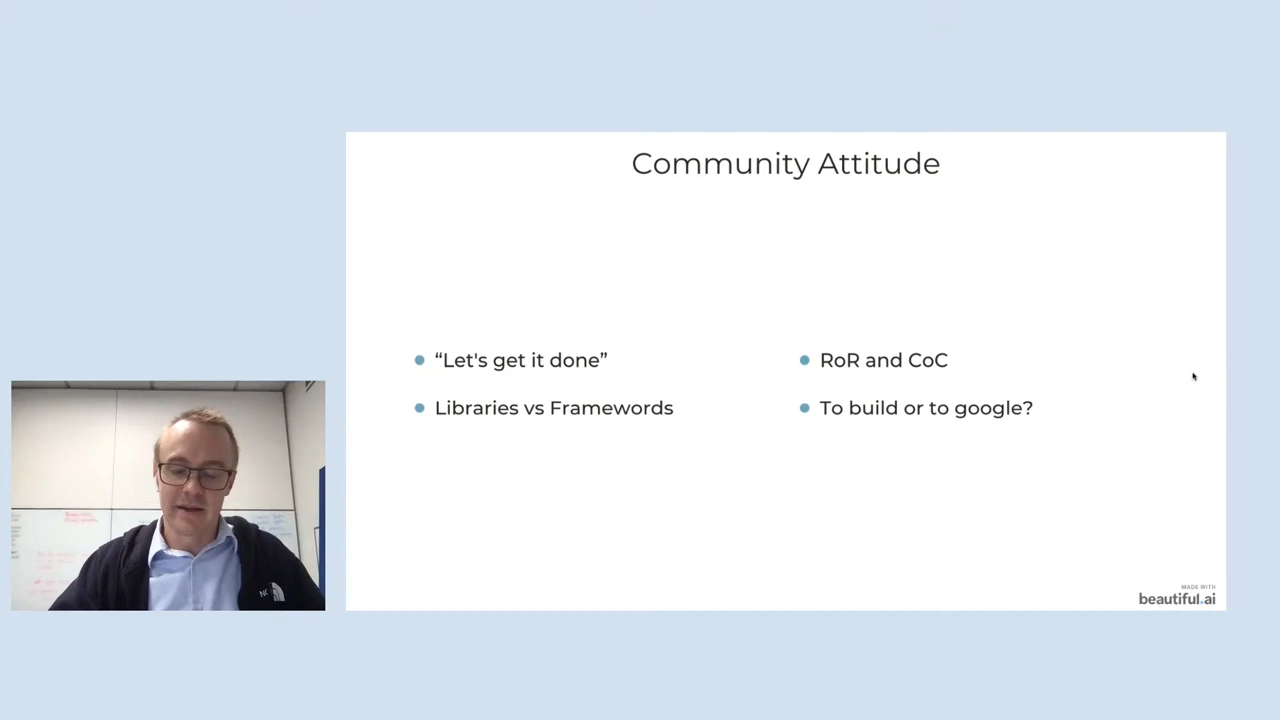 Community Attitude
“Let's get it done”
Libraries vs Framewords
RoR and CoC
To build or to google?
MADE WITH
beautiful.ai